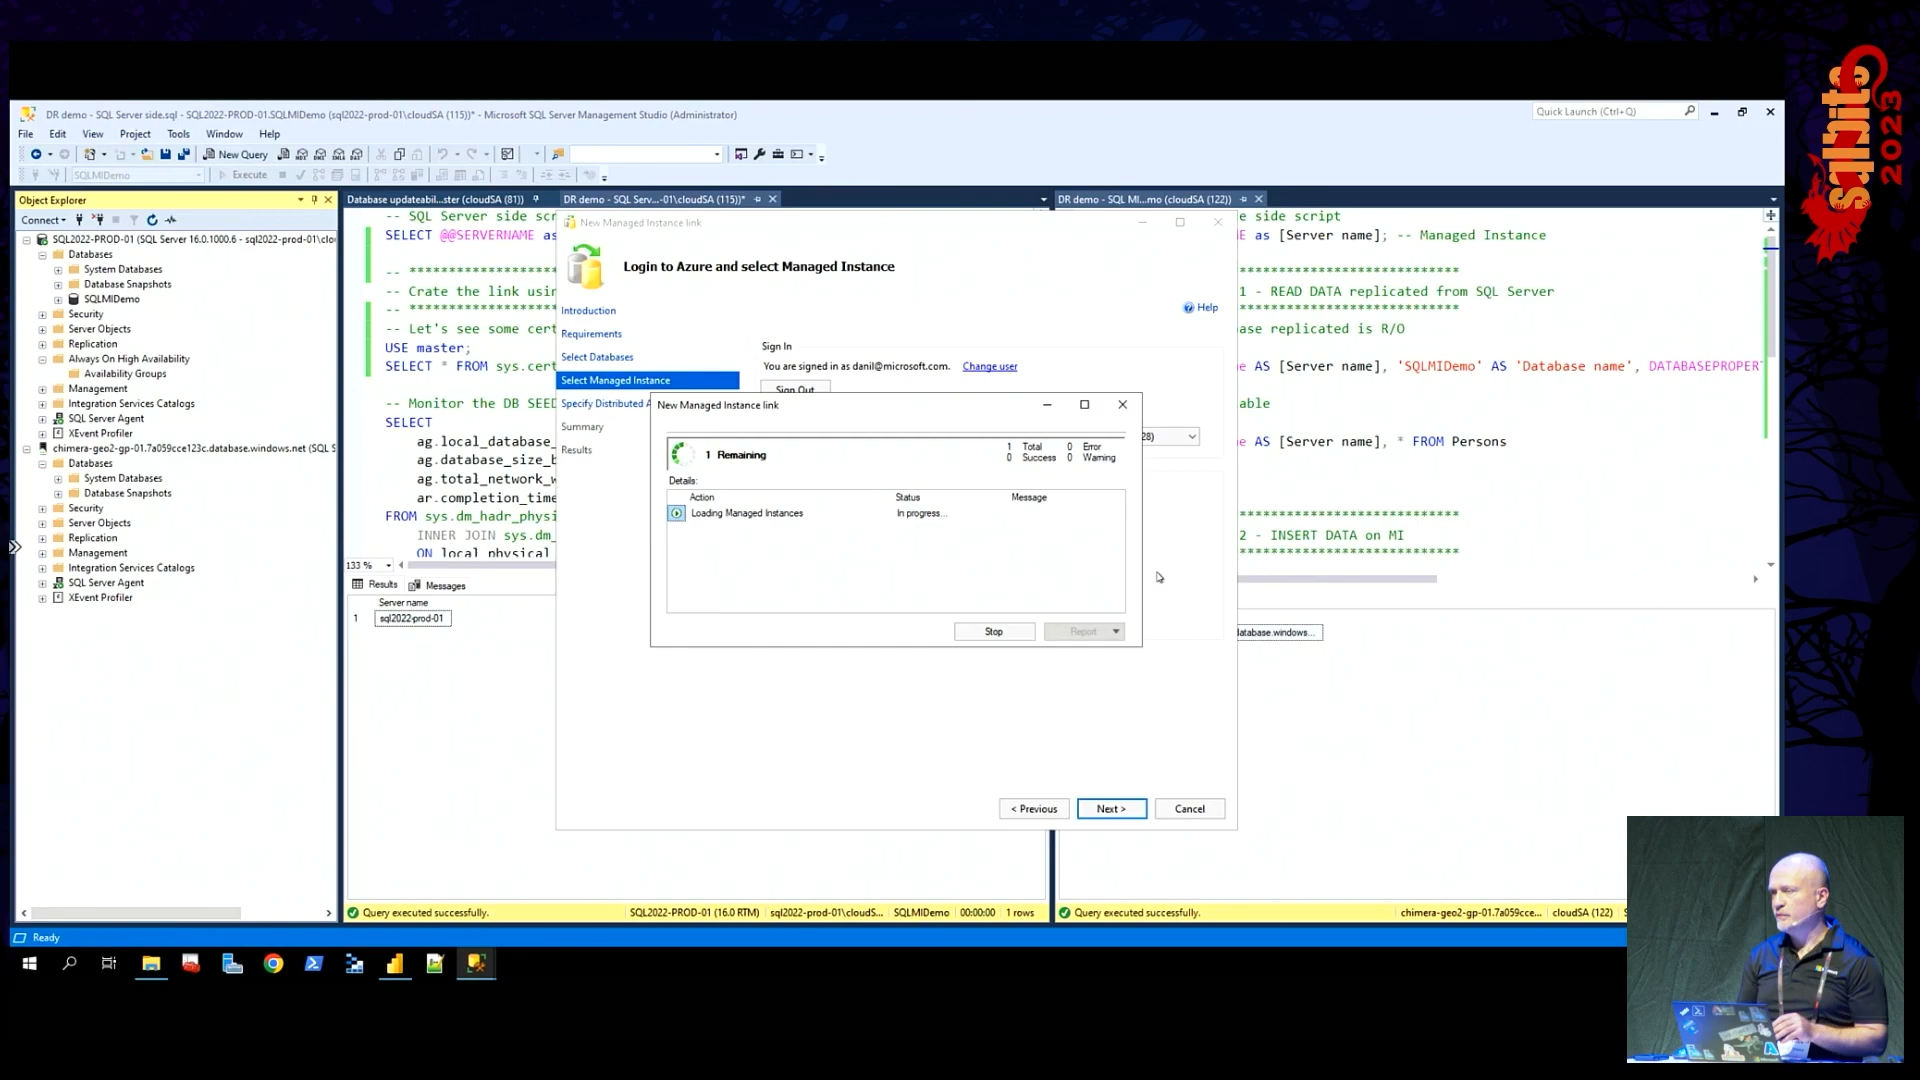 sqlbits
2023
DR demo - SQL Server side.sql - SQL2022-PROD-01.SQLMIDemo (sql2022-prod-01\cloudSA (115))* - Microsoft SQL Server Management Studio (Administrator)
Quick Launch (Ctrl+Q)
File Edit View Project Tools Window Help
New Query
SQLMIDemo
Execute
Object Explorer
Connect
SQL2022-PROD-01 (SQL Server 16.0.1000.6 - sql2022-prod-01\clou
Databases
System Databases
Database Snapshots
SQLMIDemo
Security
Server Objects
Replication
Always On High Availability
Availability Groups
Management
Integration Services Catalogs
SQL Server Agent
XEvent Profiler
chimera-geo2-gp-01.7a059cce123c.database.windows.net (SQL S
Databases
System Databases
Database Snapshots
Security
Server Objects
Replication
Management
Integration Services Catalogs
SQL Server Agent
XEvent Profiler
Database updateabil...ster (cloudSA (81))
DR demo - SQL Serv...-01\cloudSA (115))*
-- SQL Server side scr
SELECT @@SERVERNAME as
-- ******************
-- Crate the link usin
-- ******************
-- Let's see some cert
USE master;
SELECT * FROM sys.cert
-- Monitor the DB SEED
SELECT
ag.local_database_
ag.database_size_b
ag.total_network_w
ar.completion_time
FROM sys.dm_hadr_physi
INNER JOIN sys.dm_
ON local physical
133 %
Results Messages
Server name
1 sql2022-prod-01
Query executed successfully.
SQL2022-PROD-01 (16.0 RTM) sql2022-prod-01\cloudS... SQLMIDemo 00:00:00 1 rows
New Managed Instance link
Login to Azure and select Managed Instance
Help
Introduction
Requirements
Select Databases
Select Managed Instance
Specify Distributed A
Summary
Results
Sign In
You are signed in as danil@microsoft.com. Change user
Sign Out
28)
New Managed Instance link
1 Remaining
1 Total 0 Error
0 Success 0 Warning
Details:
Action Status Message
Loading Managed Instances In progress...
Stop Report
< Previous Next > Cancel
DR demo - SQL MI...mo (cloudSA (122))
side script
E as [Server name]; -- Managed Instance
****************************
1 - READ DATA replicated from SQL Server
****************************
ase replicated is R/O
e AS [Server name], 'SQLMIDemo' AS 'Database name', DATABASEPROPERT
able
e AS [Server name], * FROM Persons
****************************
2 - INSERT DATA on MI
****************************
database.windows...
Query executed successfully.
chimera-geo2-gp-01.7a059cce... cloudSA (122)
Ready